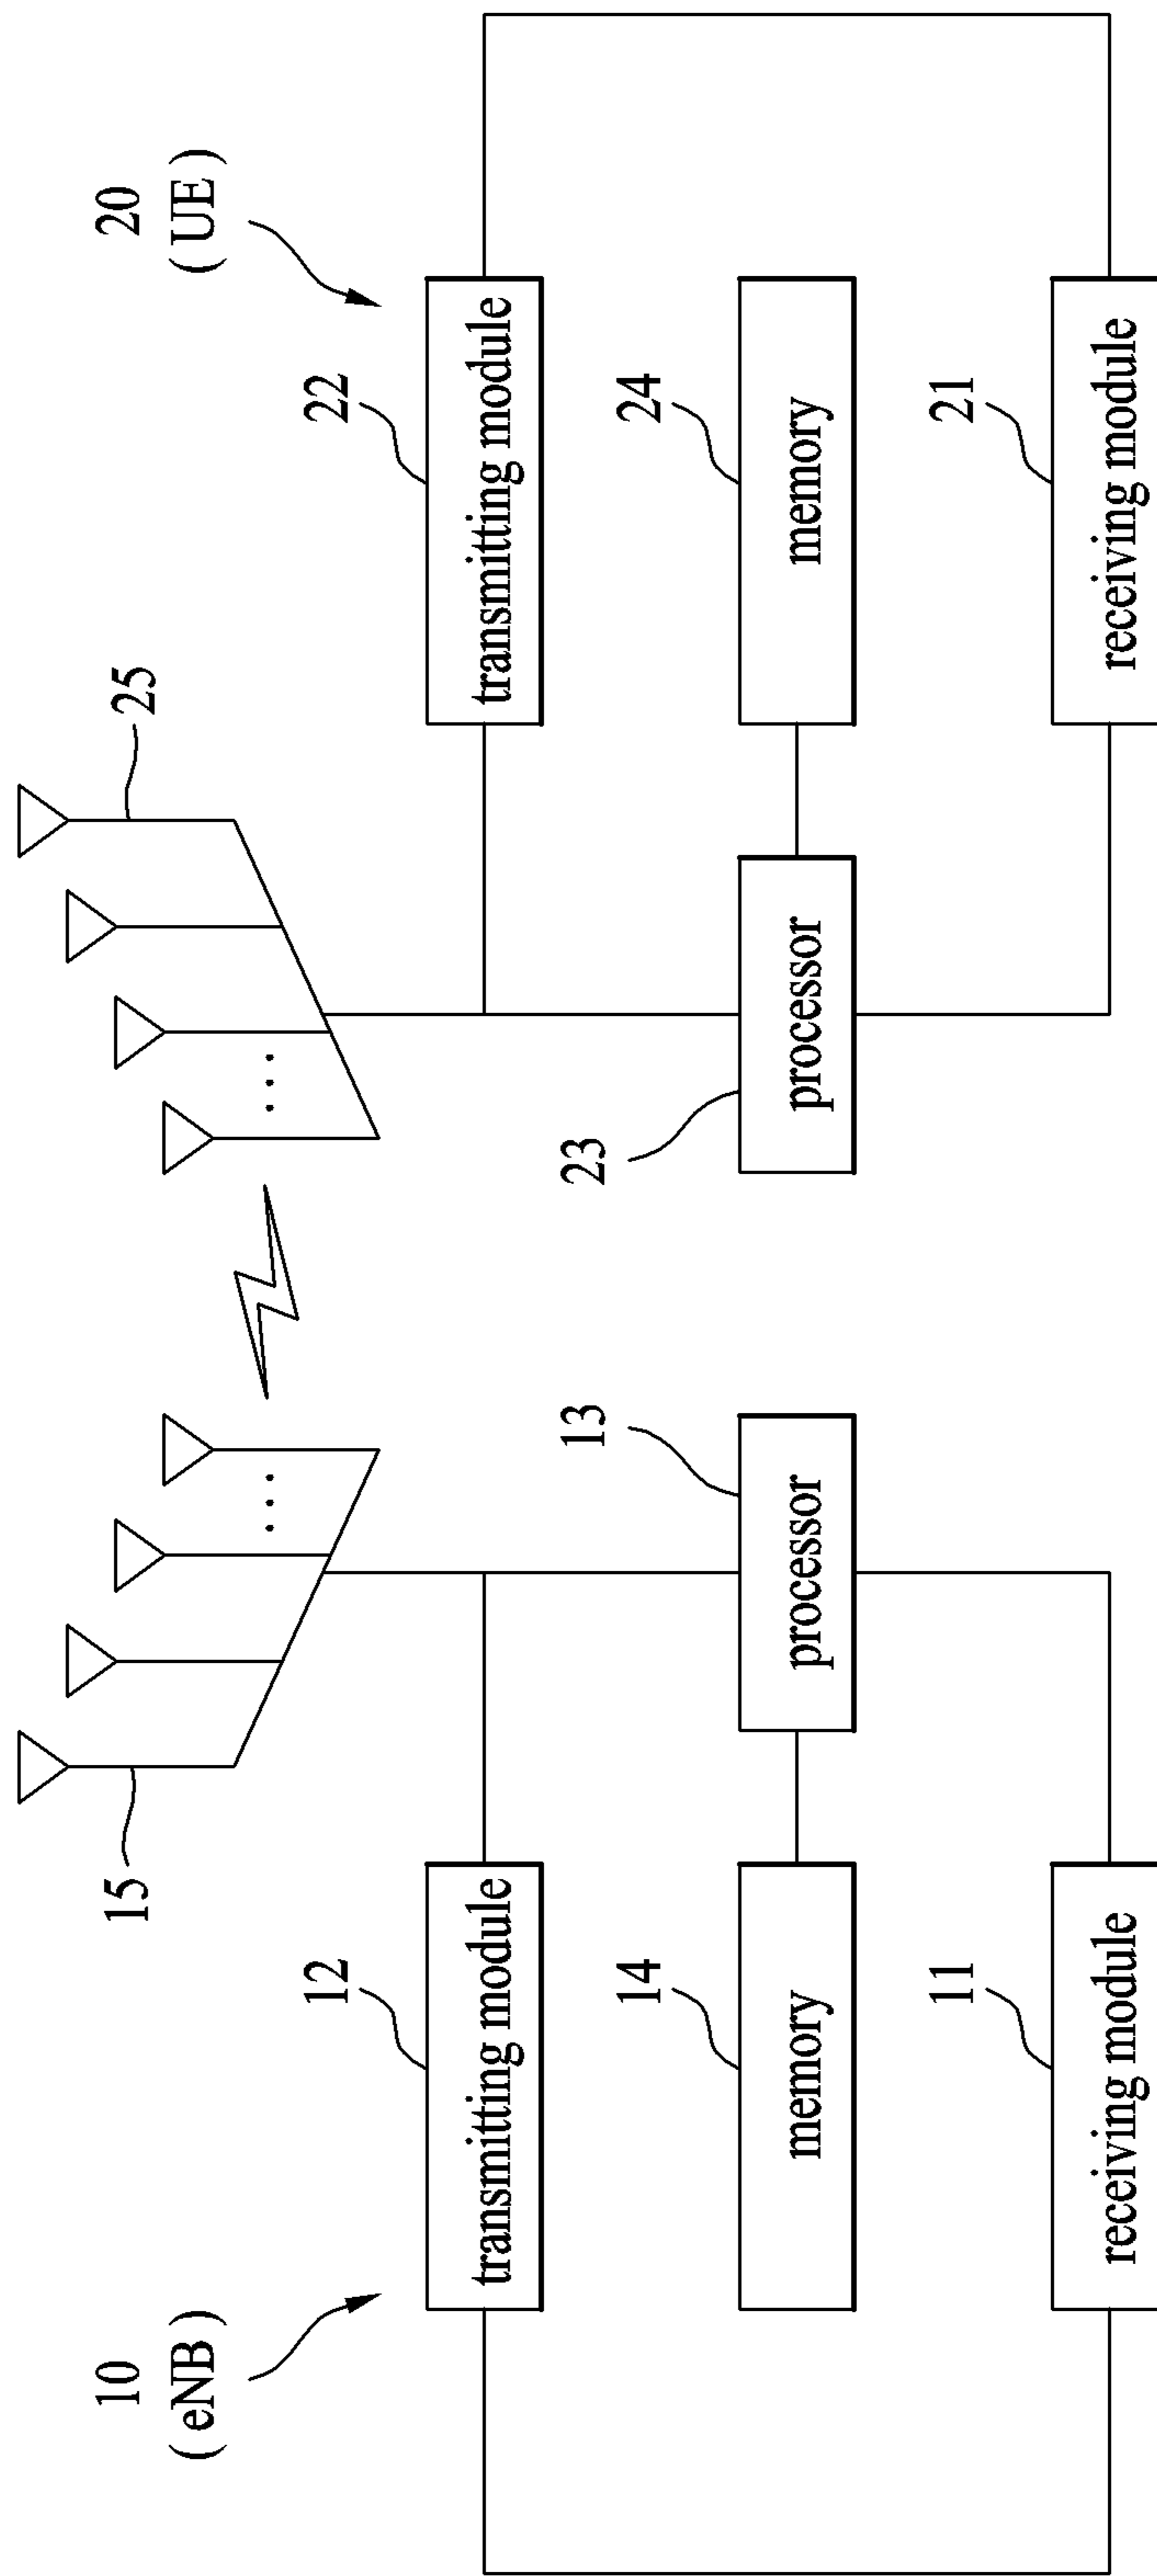 10
( eNB )
15
12
transmitting module
14
memory
11
receiving module
13
processor
20
( UE )
25
22
transmitting module
23
processor
24
memory
21
receiving module